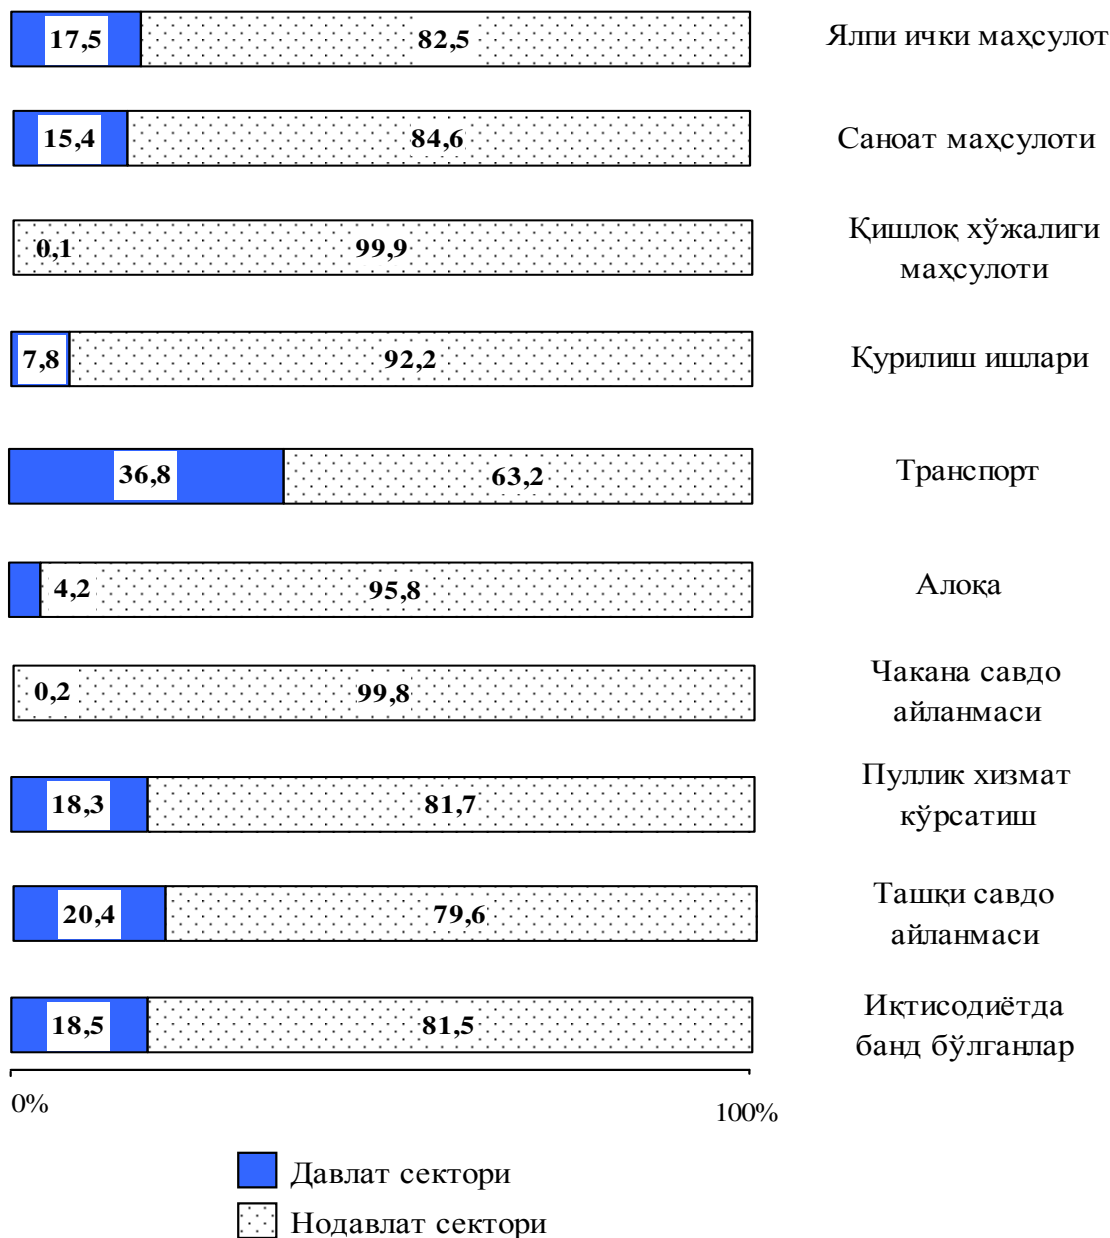 17,5 82,5 Ялпи ички маҳсулот
15,4 84,6 Саноат маҳсулоти
0,1 99,9 Қишлоқ хўжалиги
маҳсулоти
7,8 92,2 Қурилиш ишлари
36,8 63,2 Транспорт
4,2 95,8 Алоқа
0,2 99,8 Чакана савдо
айланмаси
18,3 81,7 Пуллик хизмат
кўрсатиш
20,4 79,6 Ташқи савдо
айланмаси
18,5 81,5 Иқтисодиётда
банд бўлганлар
0% 100%
Давлат сектори
Нодавлат сектори